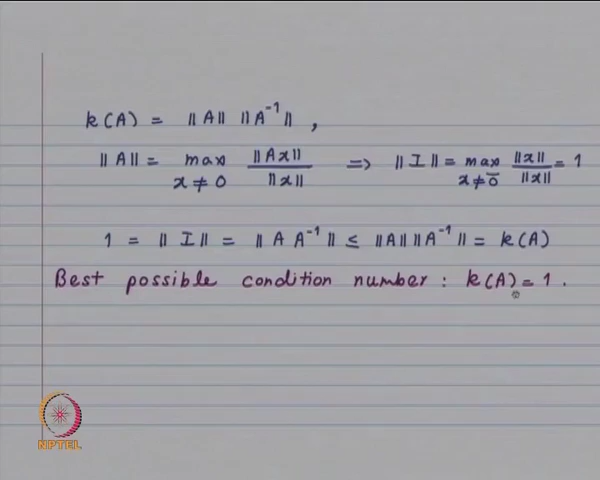 k(A) = ||A|| ||A⁻¹|| ,
||A|| = max x≠0 ||Ax|| / ||x|| ⇒ ||I|| = max x≠0̄ ||x|| / ||x|| = 1
1 = ||I|| = ||A A⁻¹|| ≤ ||A|| ||A⁻¹|| = k(A)
Best possible condition number : k(A) = 1 .
NPTEL